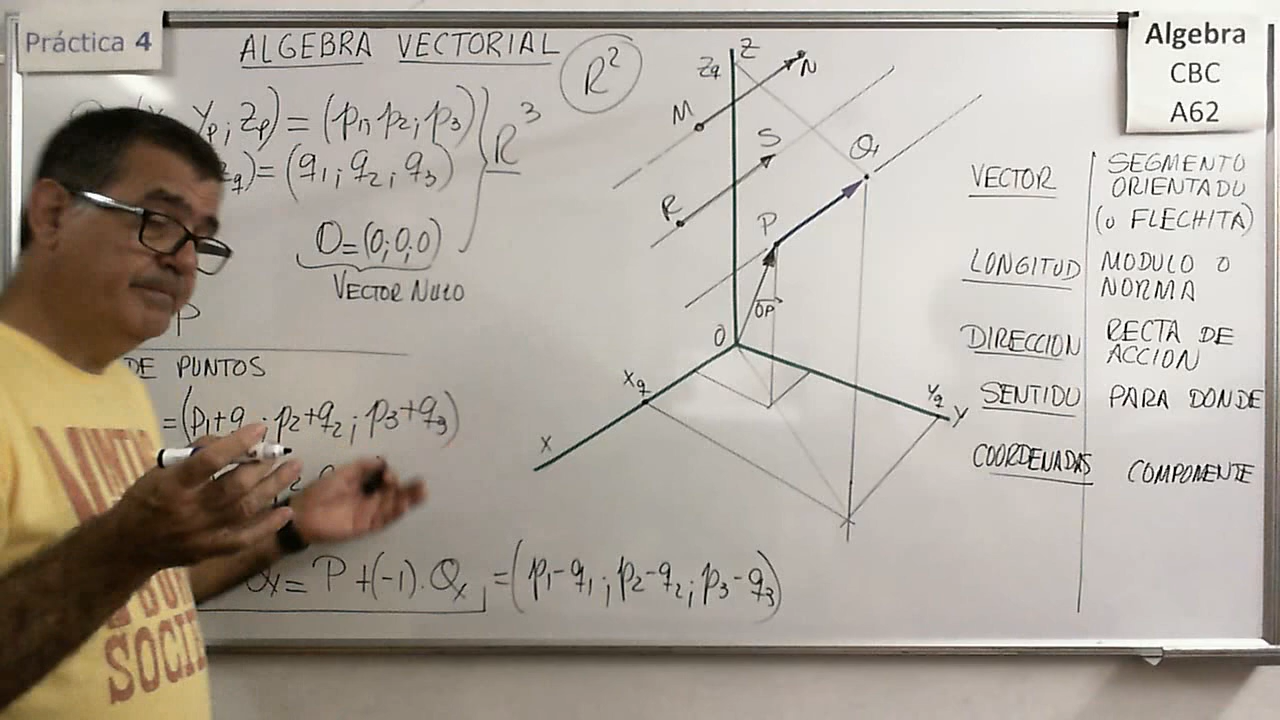 Práctica 4
ALGEBRA VECTORIAL
R²
Algebra
CBC
A62
Yp; Zp) = (p1; p2; p3)
q) = (q1; q2; q3)
R³
O = (0; 0; 0)
VECTOR NULO
P
DE PUNTOS
= (p1+q ; p2+q2 ; p3+q3)
= P + (-1) . Q = (p1-q1 ; p2-q2 ; p3-q3)
Z
Zq
M
N
S
R
Q
P
OP
O
Xq
X
Yq
Y
VECTOR SEGMENTO
ORIENTADO
(O FLECHITA)
LONGITUD MODULO O
NORMA
DIRECCION RECTA DE
ACCION
SENTIDO PARA DONDE
COORDENADAS COMPONENTE
SOCI